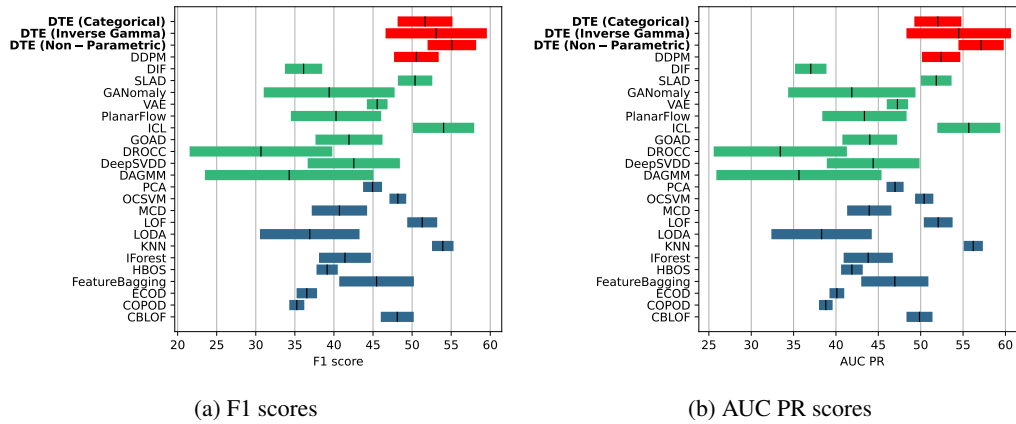 DTE (Categorical)
DTE (Inverse Gamma)
DTE (Non − Parametric)
DDPM
DIF
SLAD
GANomaly
VAE
PlanarFlow
ICL
GOAD
DROCC
DeepSVDD
DAGMM
PCA
OCSVM
MCD
LOF
LODA
KNN
IForest
HBOS
FeatureBagging
ECOD
COPOD
CBLOF
20 25 30 35 40 45 50 55 60
F1 score
(a) F1 scores
DTE (Categorical)
DTE (Inverse Gamma)
DTE (Non − Parametric)
DDPM
DIF
SLAD
GANomaly
VAE
PlanarFlow
ICL
GOAD
DROCC
DeepSVDD
DAGMM
PCA
OCSVM
MCD
LOF
LODA
KNN
IForest
HBOS
FeatureBagging
ECOD
COPOD
CBLOF
25 30 35 40 45 50 55 60
AUC PR
(b) AUC PR scores